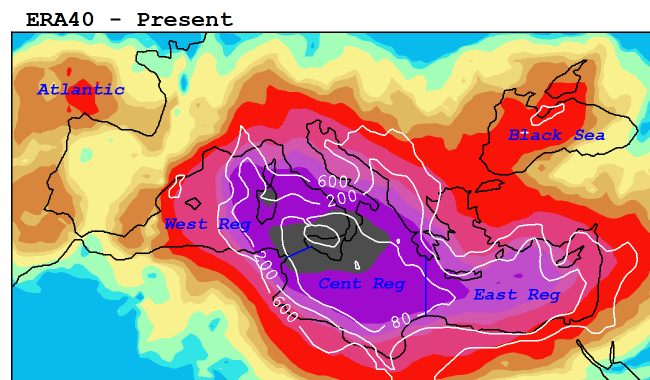 ERA40 - Present
Atlantic
Black Sea
600
200
West Reg
200
Cent Reg
East Reg
600
80